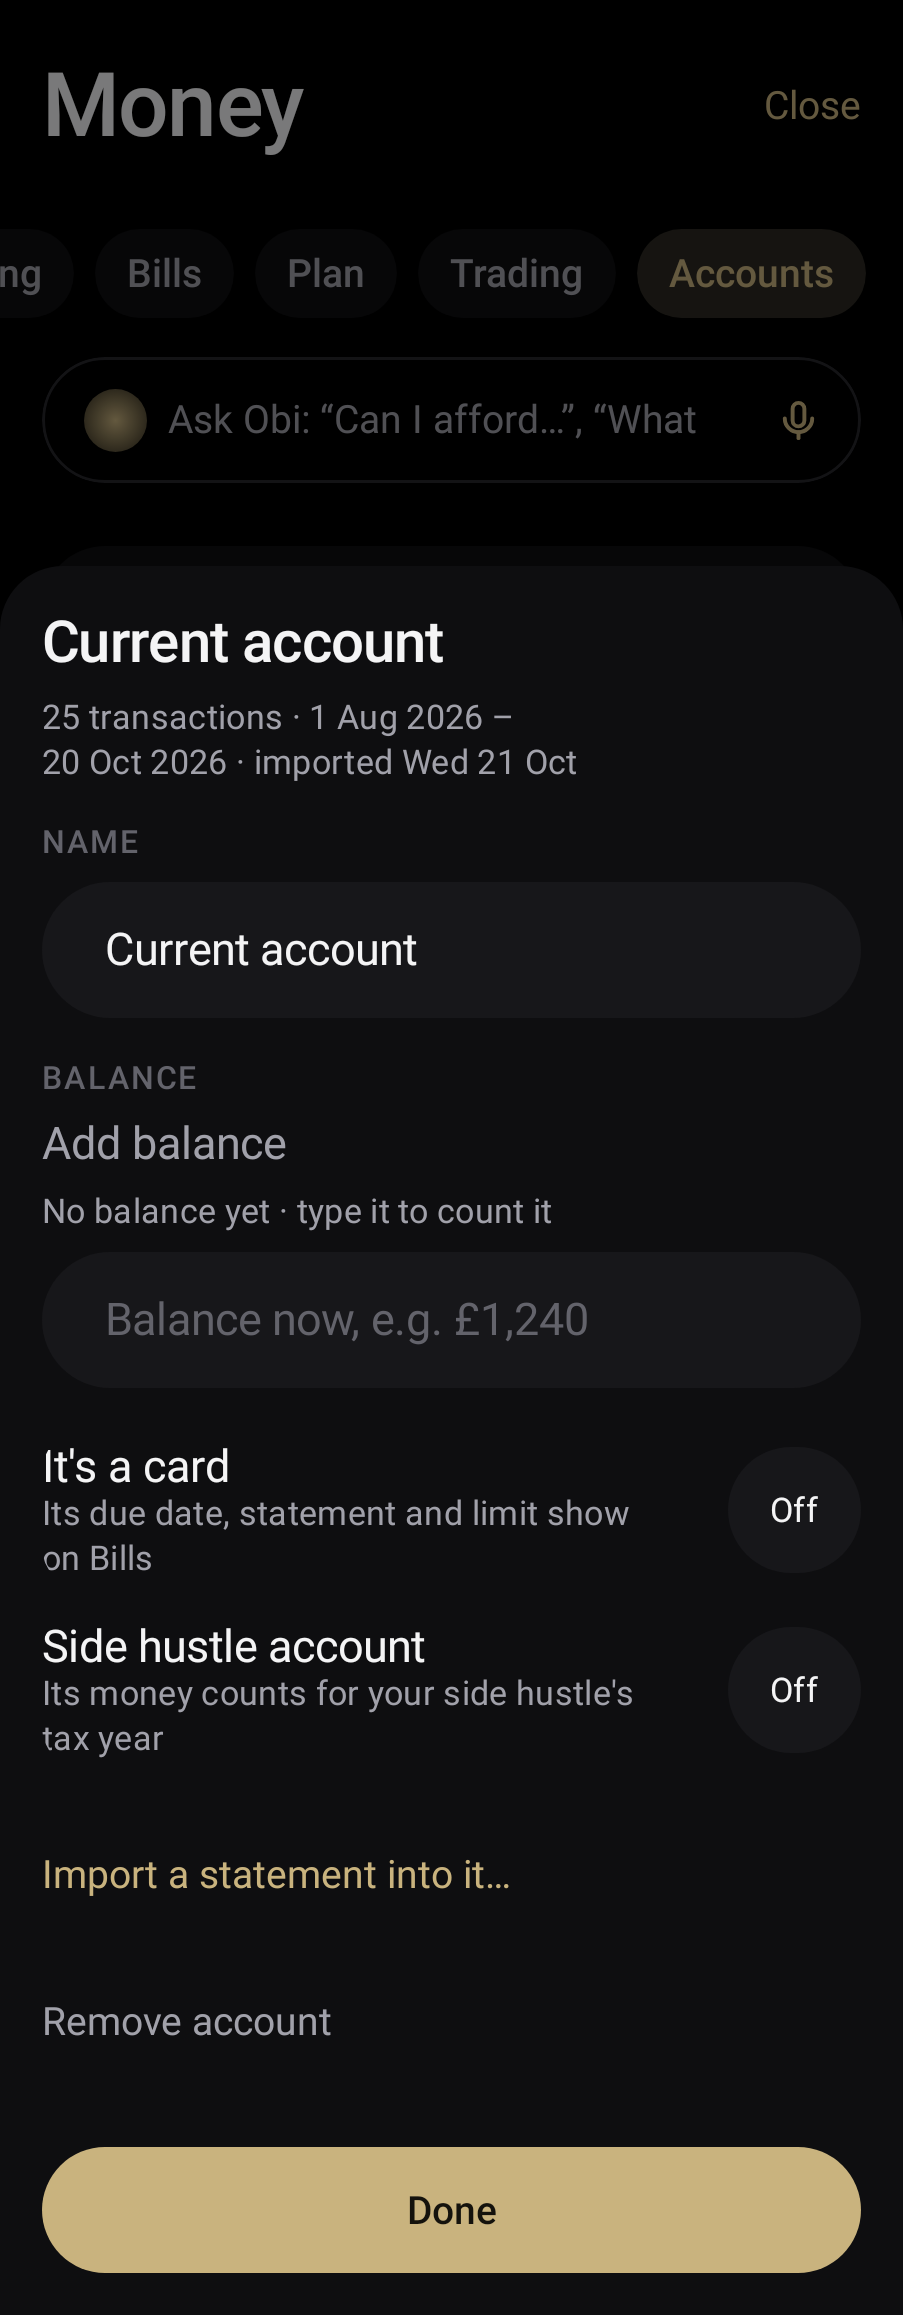 Money
Close
ng
Bills
Plan
Trading
Accounts
Ask Obi: “Can I afford…”, “What
Current account
25 transactions · 1 Aug 2026 –
20 Oct 2026 · imported Wed 21 Oct
NAME
Current account
BALANCE
Add balance
No balance yet · type it to count it
Balance now, e.g. £1,240
It's a card
Its due date, statement and limit show
on Bills
Off
Side hustle account
Its money counts for your side hustle's
tax year
Off
Import a statement into it…
Remove account
Done